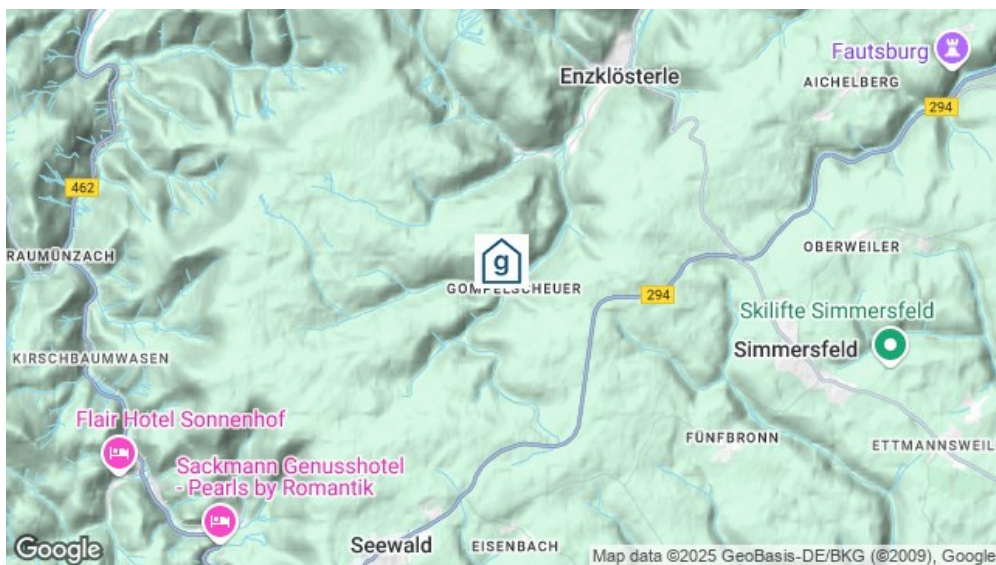 Enzklösterle
Fautsburg
AICHELBERG
294
462
RAUMÜNZACH
OBERWEILER
g
GOMPELSCHEUER
294
Skilifte Simmersfeld
Simmersfeld
KIRSCHBAUMWASEN
Flair Hotel Sonnenhof
FÜNFBRONN
ETTMANNSWEIL
Sackmann Genusshotel
- Pearls by Romantik
Seewald
EISENBACH
Google
Map data ©2025 GeoBasis-DE/BKG (©2009), Google